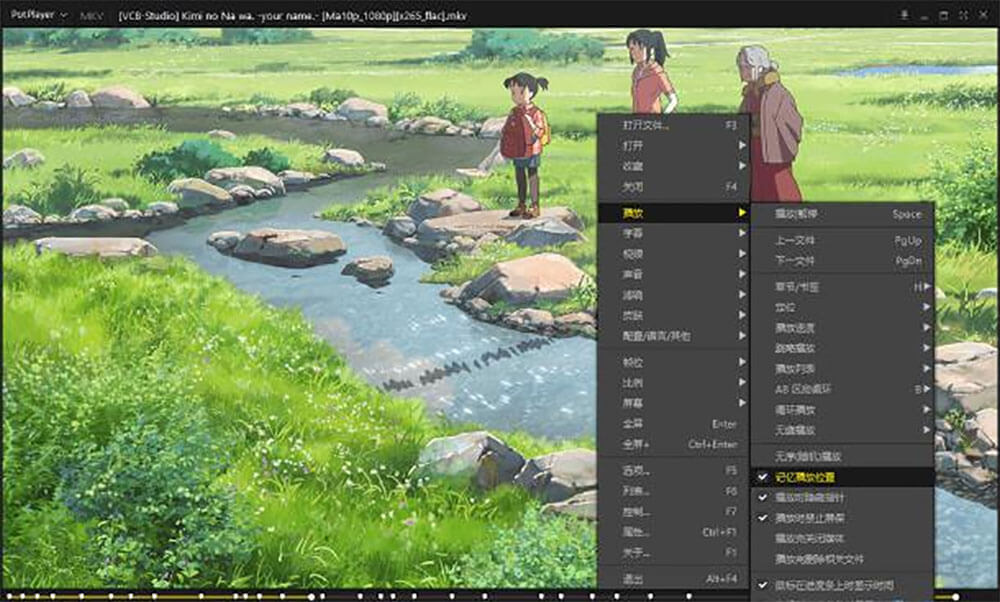 PotPlayer
MKV
[VCB-Studio] Kimi no Na wa. -your name.- [Ma10p_1080p][x265_flac].mkv
打开文件... F3
打开
收藏
关闭 F4
播放
字幕
视频
声音
滤镜
皮肤
配置/语言/其他
帧位
比例
屏幕
全屏 Enter
全屏+ Ctrl+Enter
选项... F5
列表... F6
控制... F7
属性... Ctrl+F1
关于... F1
退出 Alt+F4
播放|暂停 Space
上一文件 PgUp
下一文件 PgDn
章节/书签 H
定位
播放速度
跳略播放
播放列表
AB 区段循环 B
循环播放
无缝播放
无序(随机)播放
记忆播放位置
播放时隐藏指针
播放时禁止屏保
播放完关闭媒体
播放完删除相关文件
鼠标在进度条上时显示时间